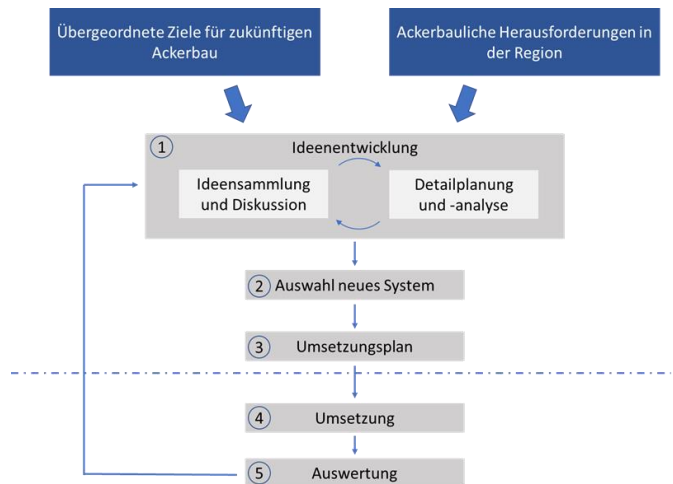 Übergeordnete Ziele für zukünftigen
Ackerbau
Ackerbauliche Herausforderungen in
der Region
1
Ideenentwicklung
Ideensammlung
und Diskussion
Detailplanung
und -analyse
2 Auswahl neues System
3 Umsetzungsplan
4 Umsetzung
5 Auswertung